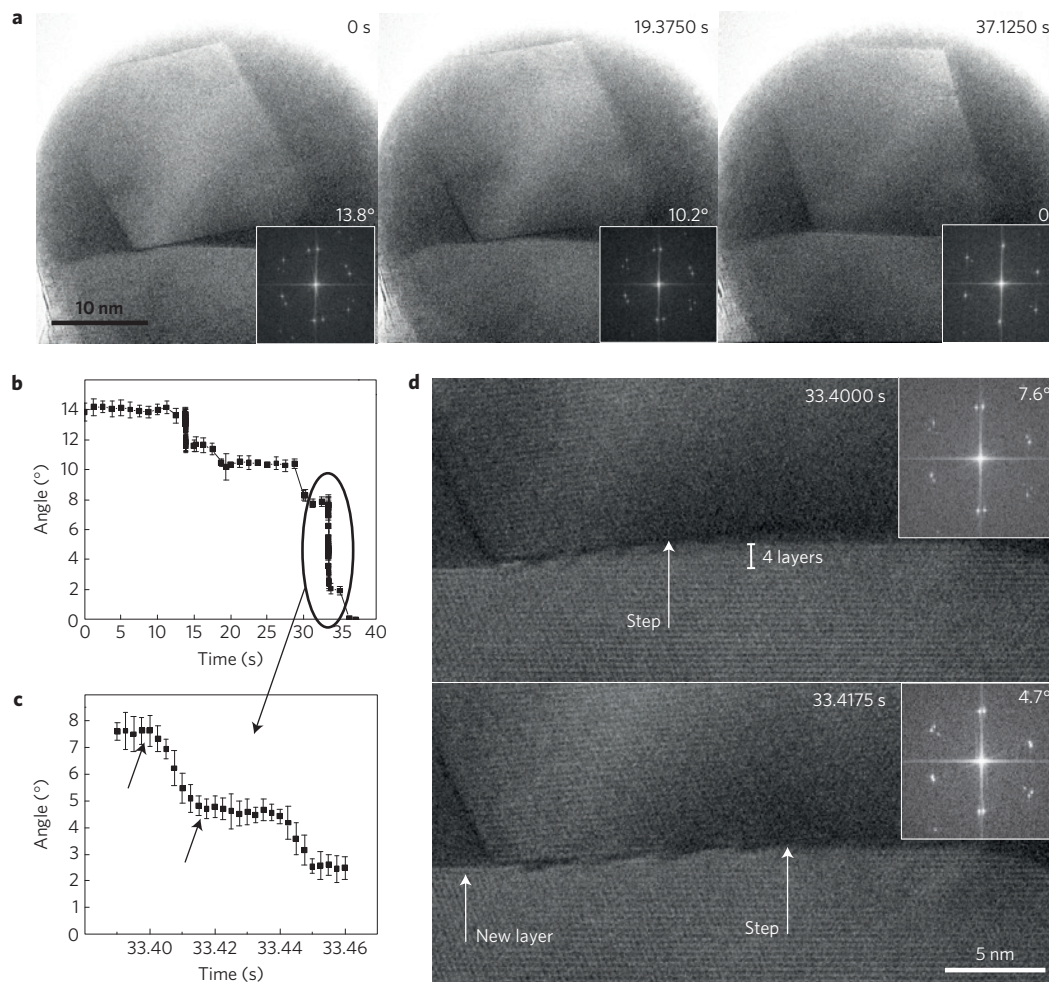 a
0 s
19.3750 s
37.1250 s
13.8°
10.2°
0
10 nm
b
14
12
10
8
6
4
2
0
Angle (°)
0 5 10 15 20 25 30 35 40
Time (s)
c
8
7
6
5
4
3
2
1
0
Angle (°)
33.40 33.42 33.44 33.46
Time (s)
d
33.4000 s
7.6°
4 layers
Step
33.4175 s
4.7°
New layer
Step
5 nm